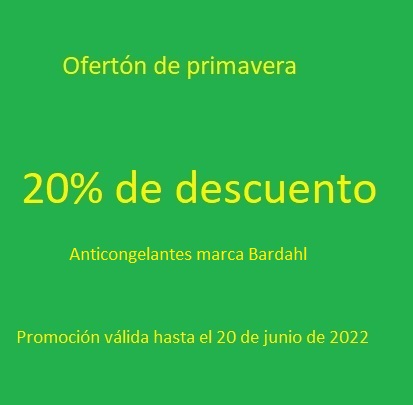 Ofertón de primavera
20% de descuento
Anticongelantes marca Bardahl
Promoción válida hasta el 20 de junio de 2022